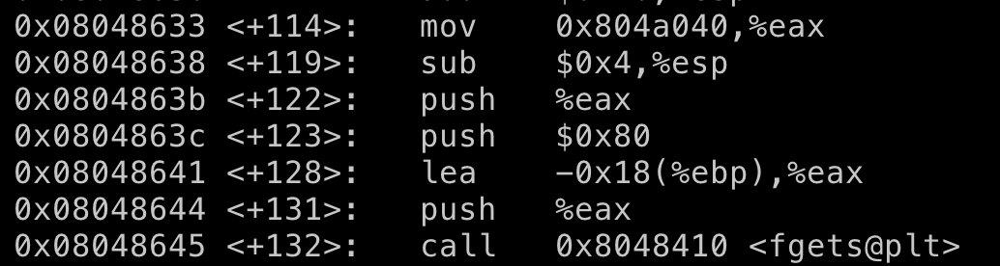 0x08048633 <+114>: mov 0x804a040,%eax
0x08048638 <+119>: sub $0x4,%esp
0x0804863b <+122>: push %eax
0x0804863c <+123>: push $0x80
0x08048641 <+128>: lea -0x18(%ebp),%eax
0x08048644 <+131>: push %eax
0x08048645 <+132>: call 0x8048410 <fgets@plt>